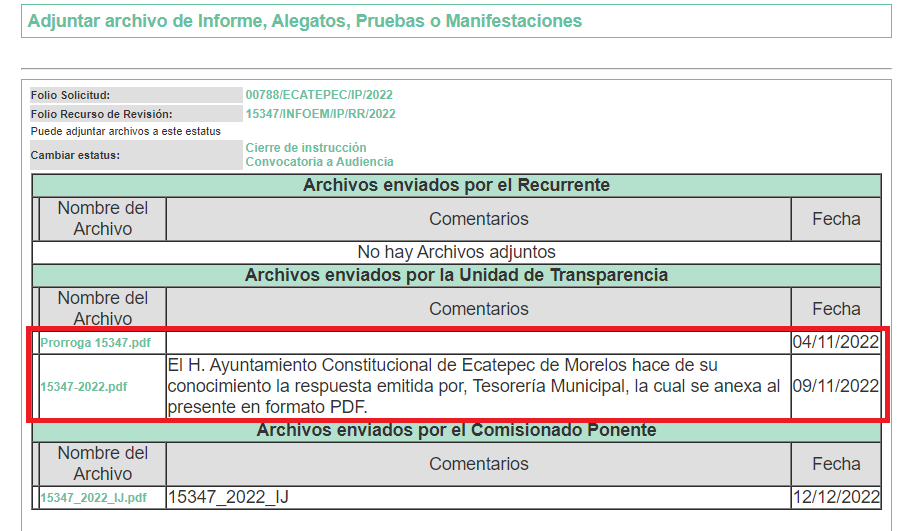 Adjuntar archivo de Informe, Alegatos, Pruebas o Manifestaciones
Folio Solicitud: 00788/ECATEPEC/IP/2022
Folio Recurso de Revisión: 15347/INFOEM/IP/RR/2022
Puede adjuntar archivos a este estatus
Cambiar estatus: Cierre de instrucción
Convocatoria a Audiencia
Archivos enviados por el Recurrente
Nombre del
Archivo Comentarios Fecha
No hay Archivos adjuntos
Archivos enviados por la Unidad de Transparencia
Nombre del
Archivo Comentarios Fecha
Prorroga 15347.pdf 04/11/2022
El H. Ayuntamiento Constitucional de Ecatepec de Morelos hace de su
15347-2022.pdf conocimiento la respuesta emitida por, Tesorería Municipal, la cual se anexa al 09/11/2022
presente en formato PDF.
Archivos enviados por el Comisionado Ponente
Nombre del
Archivo Comentarios Fecha
15347_2022_IJ.pdf 15347_2022_IJ 12/12/2022